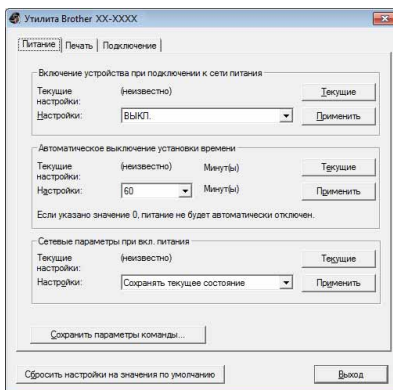 Утилита Brother XX-XXXX
Питание Печать Подключение
Включение устройства при подключении к сети питания
Текущие настройки: (неизвестно) Текущие
Настройки: ВЫКЛ. Применить
Автоматическое выключение установки времени
Текущие настройки: (неизвестно) Минут(ы) Текущие
Настройки: 60 Минут(ы) Применить
Если указано значение 0, питание не будет автоматически отключен.
Сетевые параметры при вкл. питания
Текущие настройки: (неизвестно) Текущие
Настройки: Сохранять текущее состояние Применить
Сохранить параметры команды...
Сбросить настройки на значения по умолчанию Выход